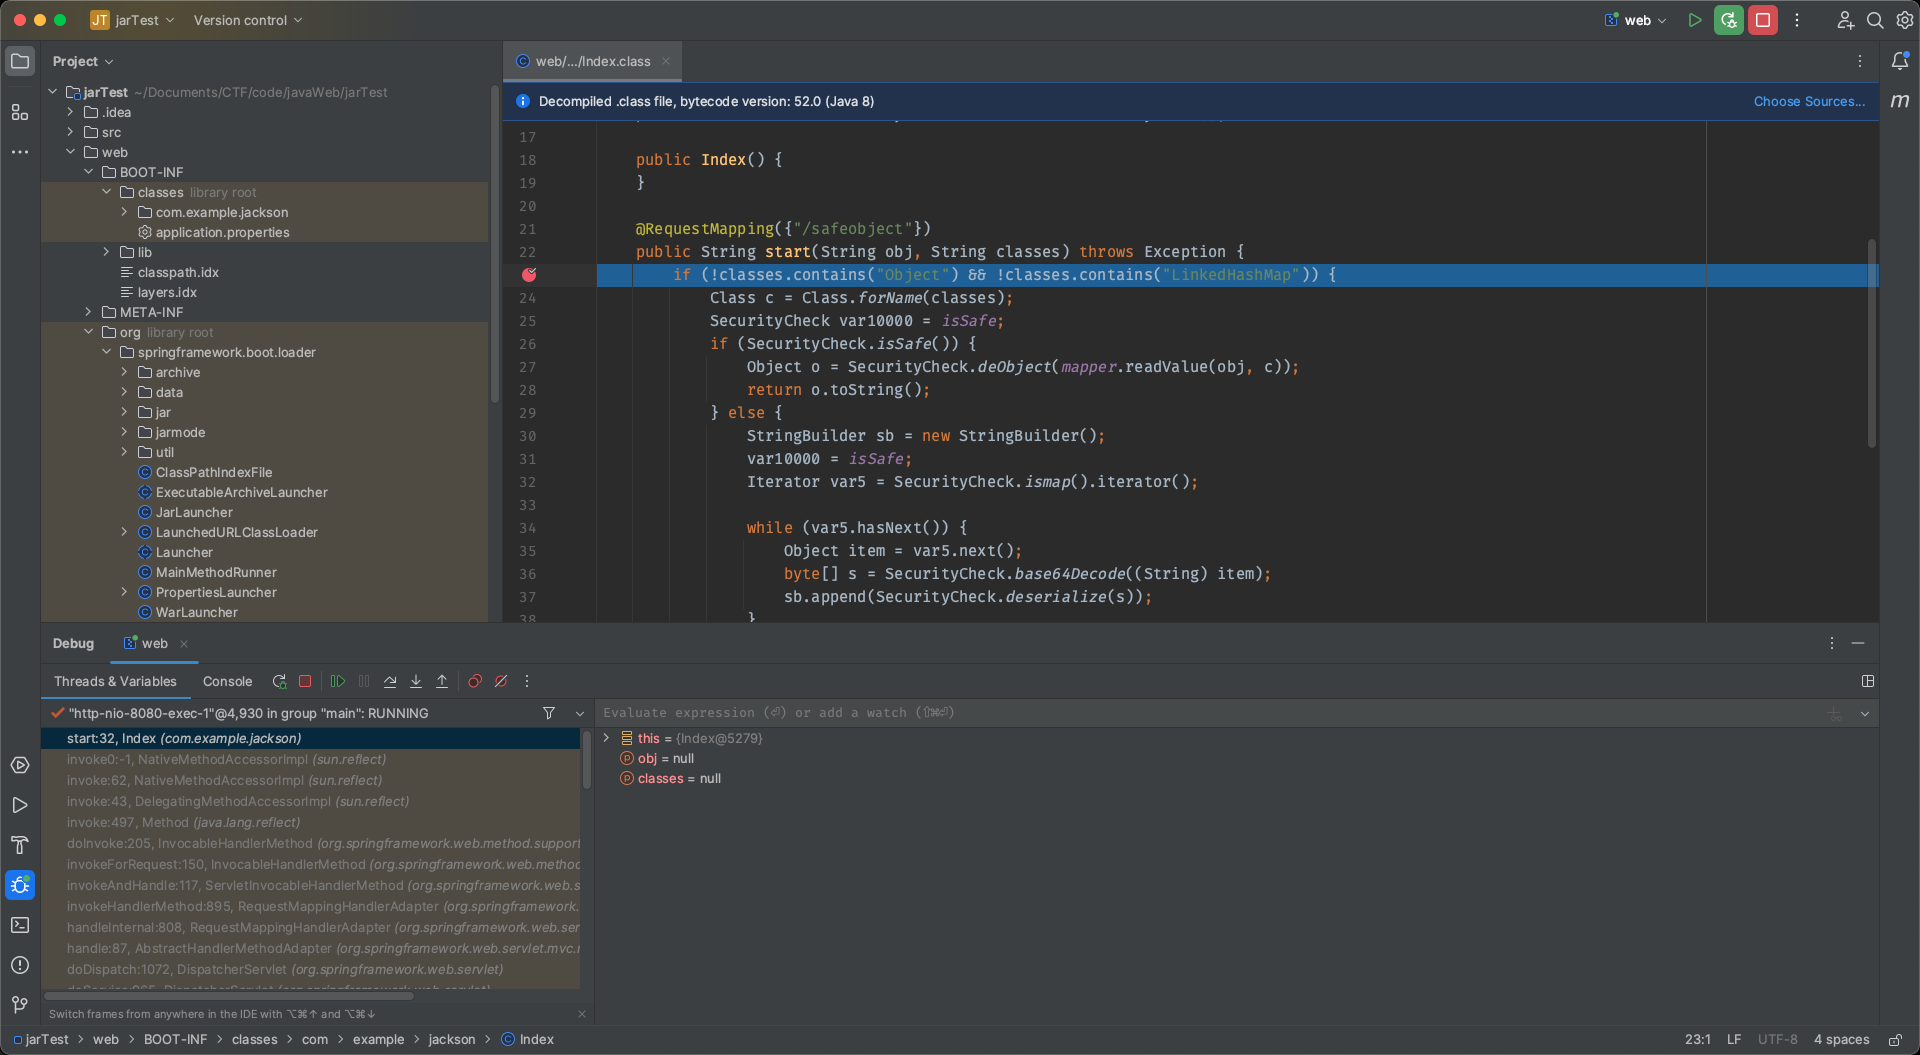 JT jarTest Version control web
Project web/.../Index.class
jarTest ~/Documents/CTF/code/javaWeb/jarTest
.idea
src
web
BOOT-INF
classes library root
com.example.jackson
application.properties
lib
classpath.idx
layers.idx
META-INF
org library root
springframework.boot.loader
archive
data
jar
jarmode
util
ClassPathIndexFile
ExecutableArchiveLauncher
JarLauncher
LaunchedURLClassLoader
Launcher
MainMethodRunner
PropertiesLauncher
WarLauncher
Decompiled .class file, bytecode version: 52.0 (Java 8) Choose Sources...
17
18 public Index() {
19 }
20
21 @RequestMapping({"/safeobject"})
22 public String start(String obj, String classes) throws Exception {
if (!classes.contains("Object") && !classes.contains("LinkedHashMap")) {
24 Class c = Class.forName(classes);
25 SecurityCheck var10000 = isSafe;
26 if (SecurityCheck.isSafe()) {
27 Object o = SecurityCheck.deObject(mapper.readValue(obj, c));
28 return o.toString();
29 } else {
30 StringBuilder sb = new StringBuilder();
31 var10000 = isSafe;
32 Iterator var5 = SecurityCheck.ismap().iterator();
33
34 while (var5.hasNext()) {
35 Object item = var5.next();
36 byte[] s = SecurityCheck.base64Decode((String) item);
37 sb.append(SecurityCheck.deserialize(s));
38 }
m
Debug web
Threads & Variables Console
"http-nio-8080-exec-1"@4,930 in group "main": RUNNING
start:32, Index (com.example.jackson)
invoke0:-1, NativeMethodAccessorImpl (sun.reflect)
invoke:62, NativeMethodAccessorImpl (sun.reflect)
invoke:43, DelegatingMethodAccessorImpl (sun.reflect)
invoke:497, Method (java.lang.reflect)
doInvoke:205, InvocableHandlerMethod (org.springframework.web.method.support
invokeForRequest:150, InvocableHandlerMethod (org.springframework.web.method
invokeAndHandle:117, ServletInvocableHandlerMethod (org.springframework.web.s
invokeHandlerMethod:895, RequestMappingHandlerAdapter (org.springframework.
handleInternal:808, RequestMappingHandlerAdapter (org.springframework.web.ser
handle:87, AbstractHandlerMethodAdapter (org.springframework.web.servlet.mvc.
doDispatch:1072, DispatcherServlet (org.springframework.web.servlet)
Switch frames from anywhere in the IDE with ⌥⌘↑ and ⌥⌘↓
Evaluate expression (⏎) or add a watch (⇧⌘⏎)
this = {Index@5279}
obj = null
classes = null
jarTest > web > BOOT-INF > classes > com > example > jackson > Index 23:1 LF UTF-8 4 spaces